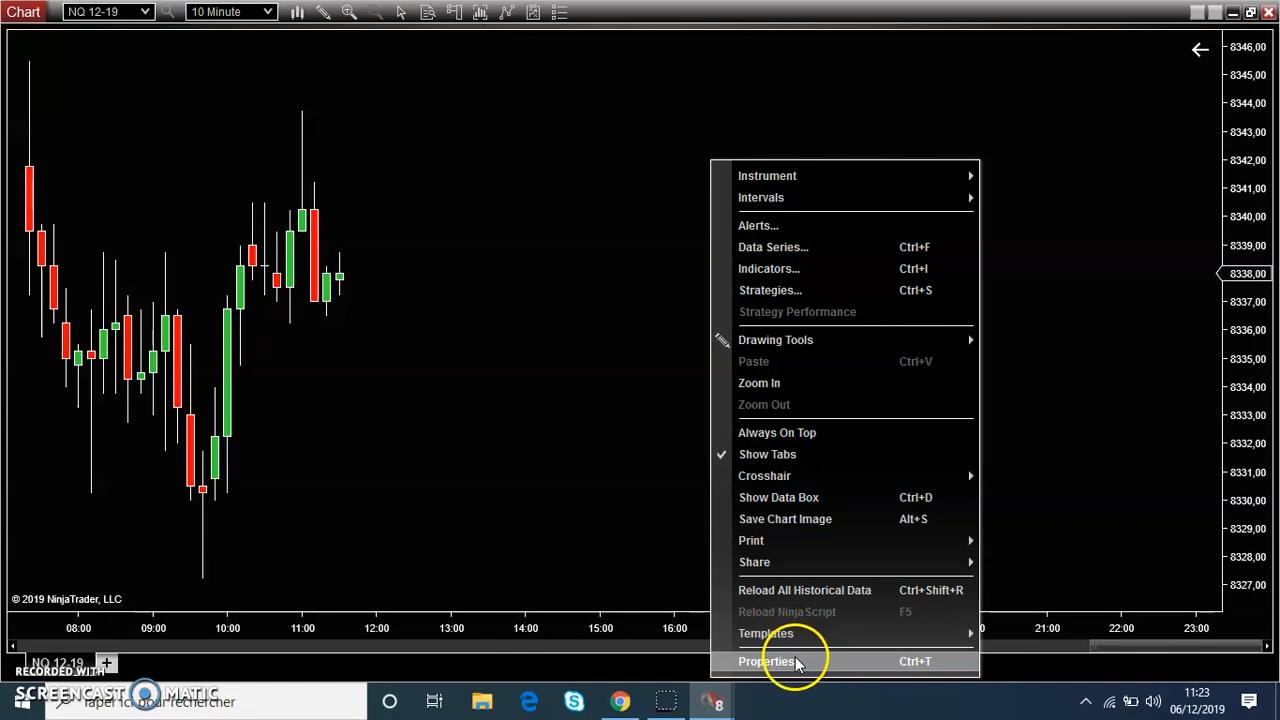 Chart NQ 12-19 10 Minute
8346,00
8345,00
8344,00
8343,00
8342,00
8341,00
8340,00
8339,00
8338,00
8337,00
8336,00
8335,00
8334,00
8333,00
8332,00
8331,00
8330,00
8329,00
8328,00
8327,00
Instrument
Intervals
Alerts...
Data Series... Ctrl+F
Indicators... Ctrl+I
Strategies... Ctrl+S
Strategy Performance
Drawing Tools
Paste Ctrl+V
Zoom In
Zoom Out
Always On Top
Show Tabs
Crosshair
Show Data Box Ctrl+D
Save Chart Image Alt+S
Print
Share
Reload All Historical Data Ctrl+Shift+R
Reload NinjaScript F5
Templates
Properties Ctrl+T
© 2019 NinjaTrader, LLC
08:00 09:00 10:00 11:00 12:00 13:00 14:00 15:00 16:00 21:00 22:00 23:00
NQ 12-19 +
RECORDED WITH
SCREENCAST MATIC
Taper ici pour rechercher
8
11:23
06/12/2019